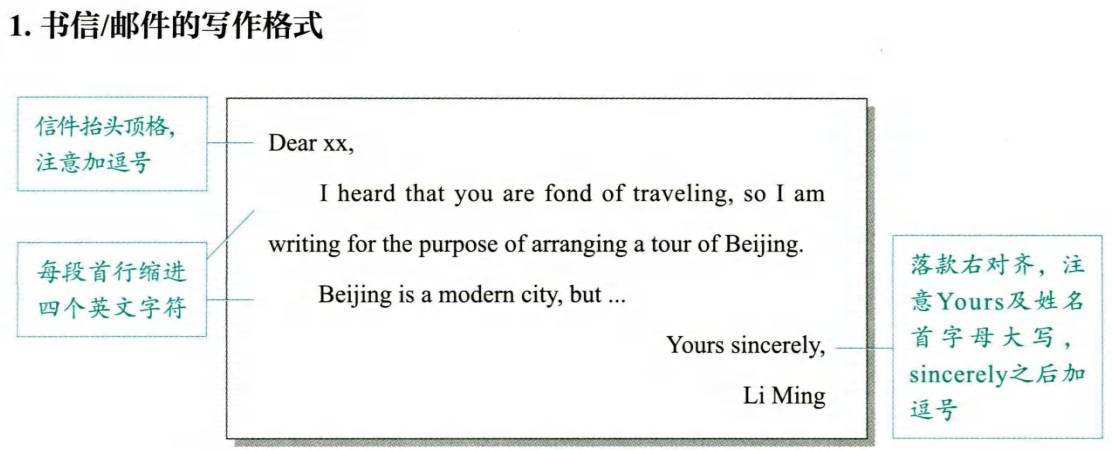 1. 书信/邮件的写作格式
信件抬头顶格，
注意加逗号
每段首行缩进
四个英文字符
Dear xx,
I heard that you are fond of traveling, so I am
writing for the purpose of arranging a tour of Beijing.
Beijing is a modern city, but ...
Yours sincerely,
Li Ming
落款右对齐，注
意Yours及姓名
首字母大写，
sincerely之后加
逗号